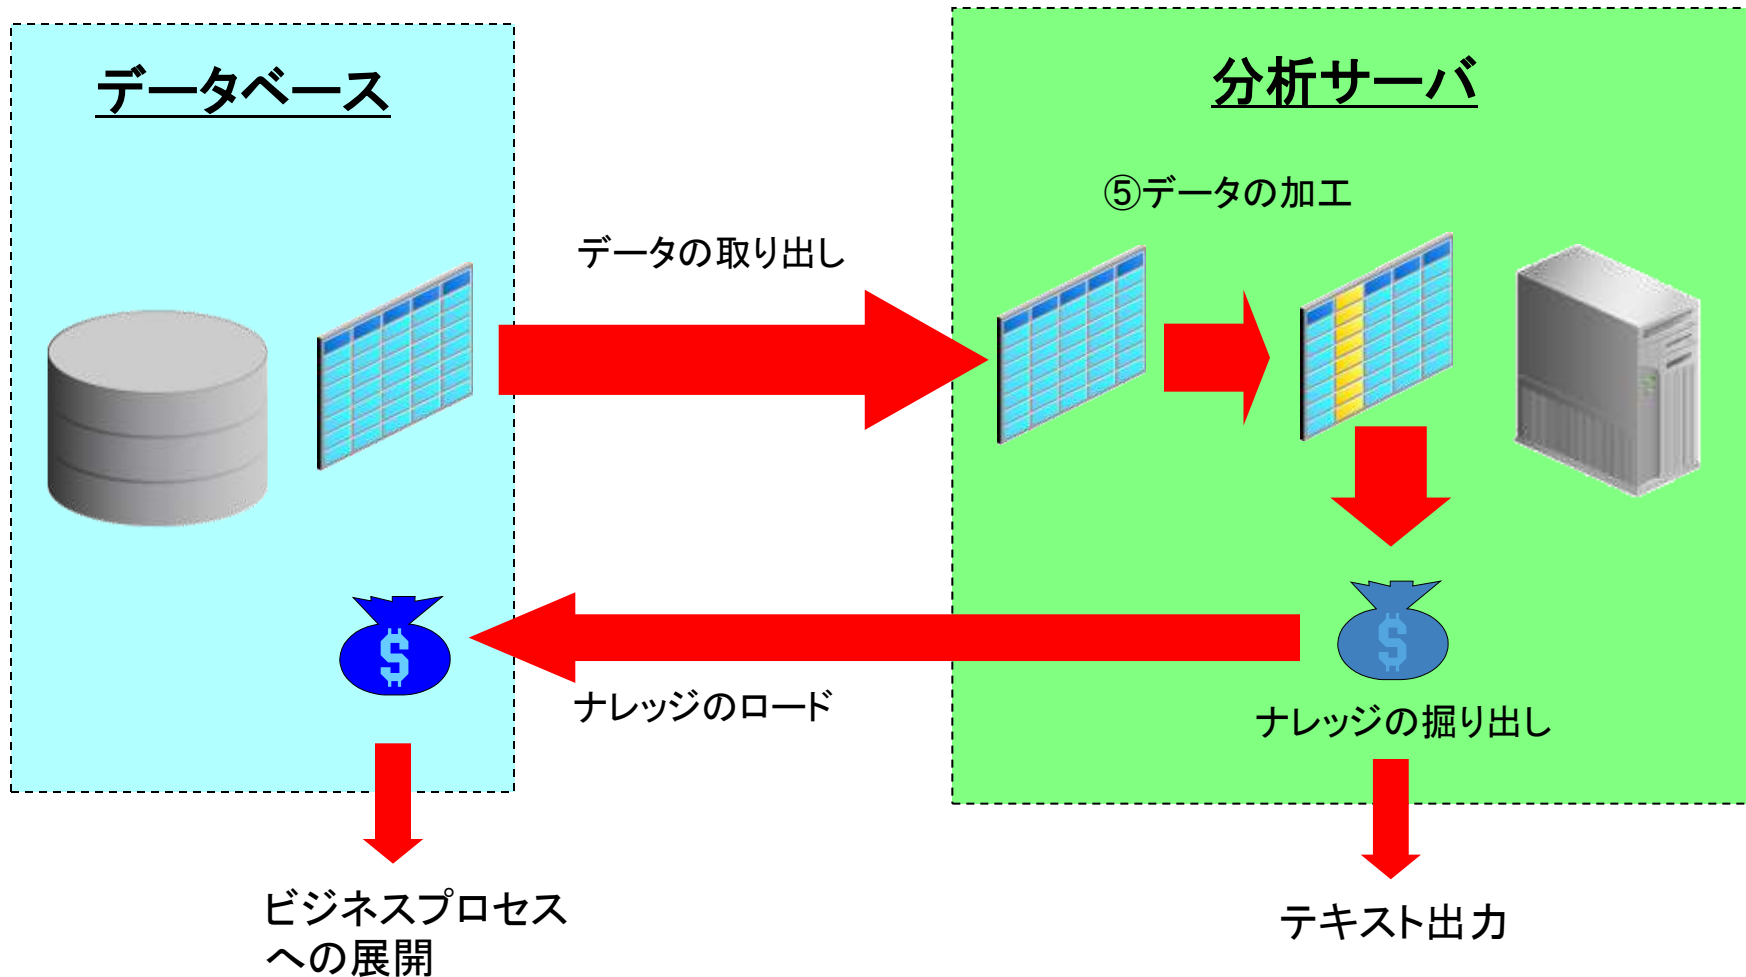 データベース
分析サーバ
⑤データの加工
データの取り出し
$
$
ナレッジのロード
ナレッジの掘り出し
ビジネスプロセス
への展開
テキスト出力